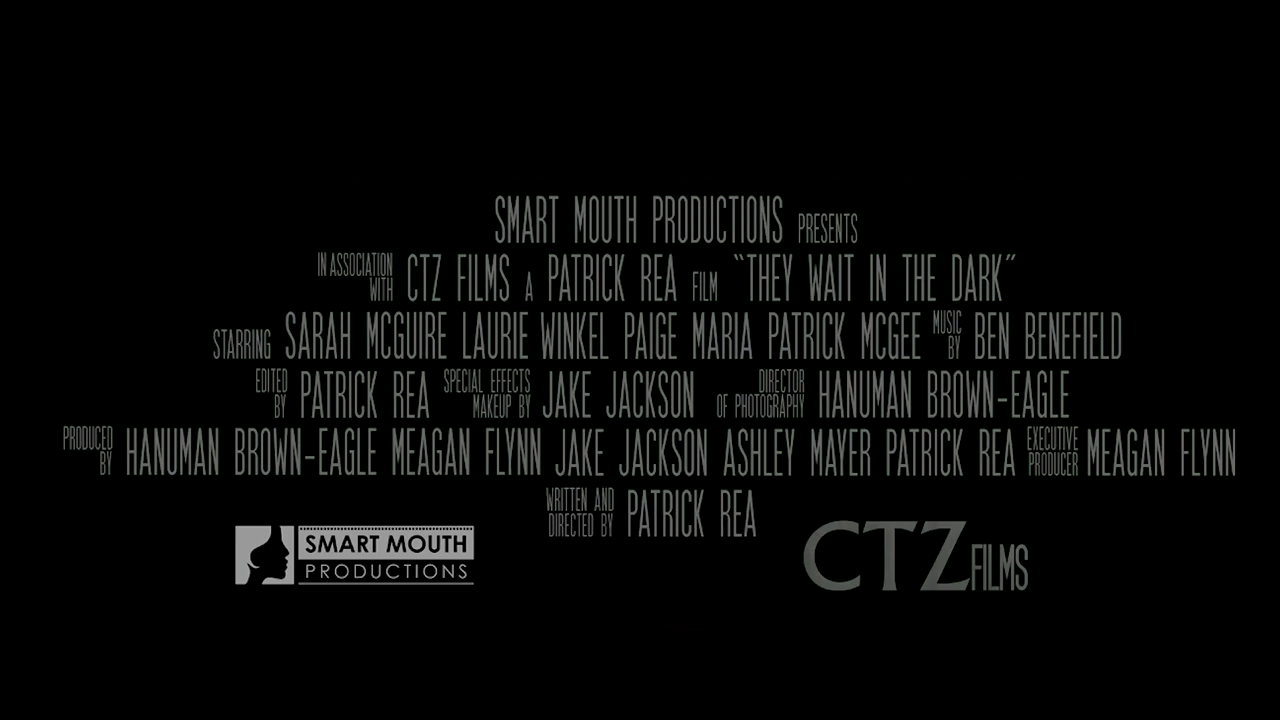 SMART MOUTH PRODUCTIONS PRESENTS
IN ASSOCIATION WITH CTZ FILMS A PATRICK REA FILM “THEY WAIT IN THE DARK”
STARRING SARAH MCGUIRE LAURIE WINKEL PAIGE MARIA PATRICK MCGEE MUSIC BY BEN BENEFIELD
EDITED BY PATRICK REA SPECIAL EFFECTS MAKEUP BY JAKE JACKSON DIRECTOR OF PHOTOGRAPHY HANUMAN BROWN-EAGLE
PRODUCED BY HANUMAN BROWN-EAGLE MEAGAN FLYNN JAKE JACKSON ASHLEY MAYER PATRICK REA EXECUTIVE PRODUCER MEAGAN FLYNN
WRITTEN AND DIRECTED BY PATRICK REA
SMART MOUTH
PRODUCTIONS
CTZ FILMS